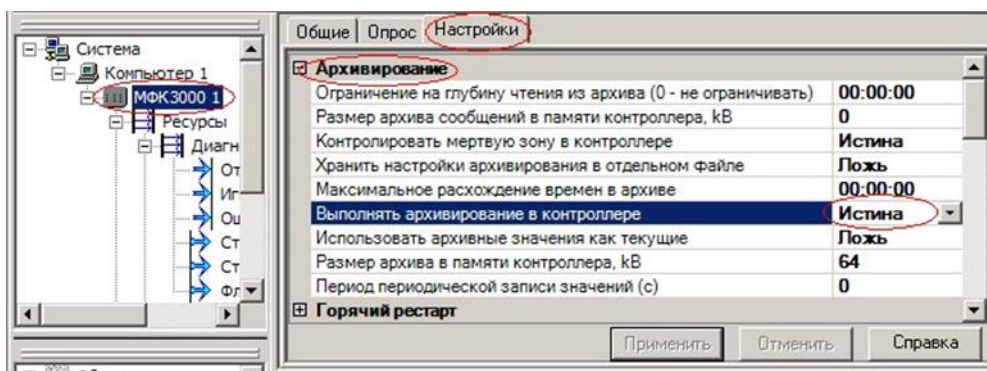 Система
Компьютер 1
МФК3000 1
Ресурсы
Диагн
От
Иг
Ст
Ст
Общие Опрос Настройки
Архивирование
Ограничение на глубину чтения из архива (0 - не ограничивать) 00:00:00
Размер архива сообщений в памяти контроллера, kB 0
Контролировать мертвую зону в контроллере Истина
Хранить настройки архивирования в отдельном файле Ложь
Максимальное расхождение времен в архиве 00:00:00
Выполнять архивирование в контроллере Истина
Использовать архивные значения как текущие Ложь
Размер архива в памяти контроллера, kB 64
Период периодической записи значений (с) 0
Горячий рестарт
Применить Отменить Справка